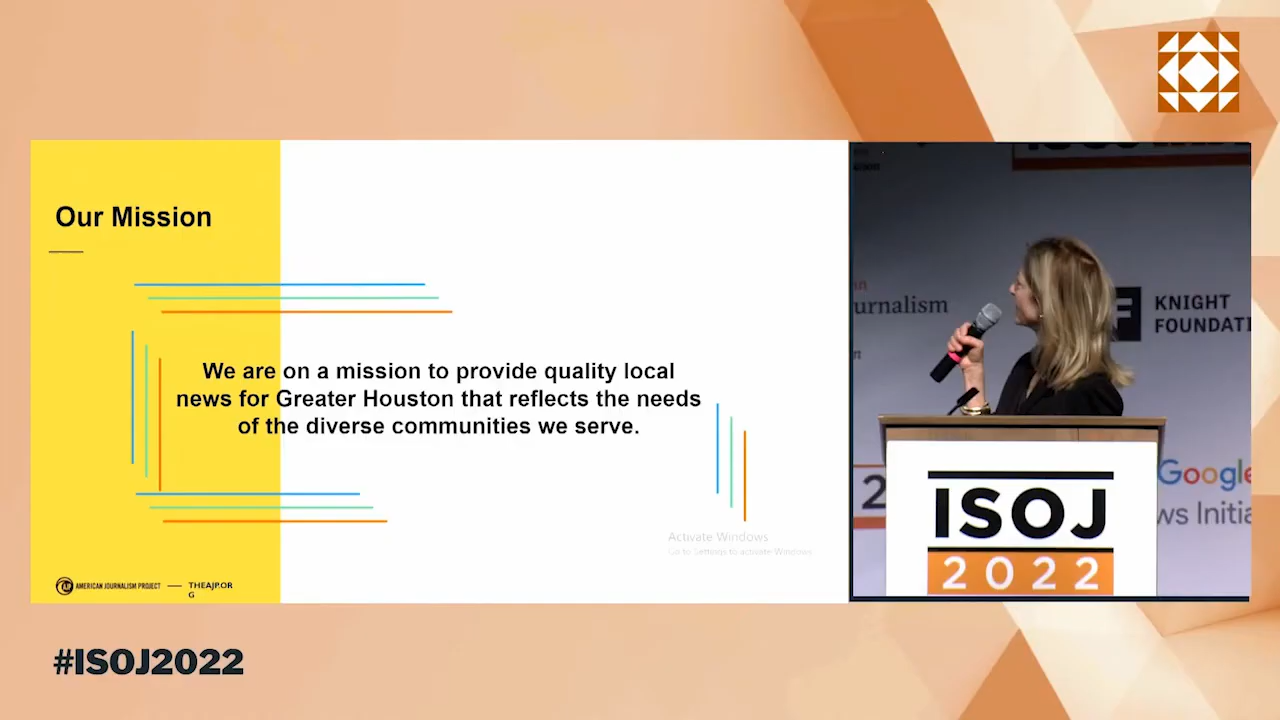 Our Mission
We are on a mission to provide quality local
news for Greater Houston that reflects the needs
of the diverse communities we serve.
Activate Windows
Go to Settings to activate Windows
AMERICAN JOURNALISM PROJECT — THEAJP.OR
G
in
urnalism
KNIGHT
FOUNDATI
Google
ws Initia
2
ISOJ
2022
#ISOJ2022